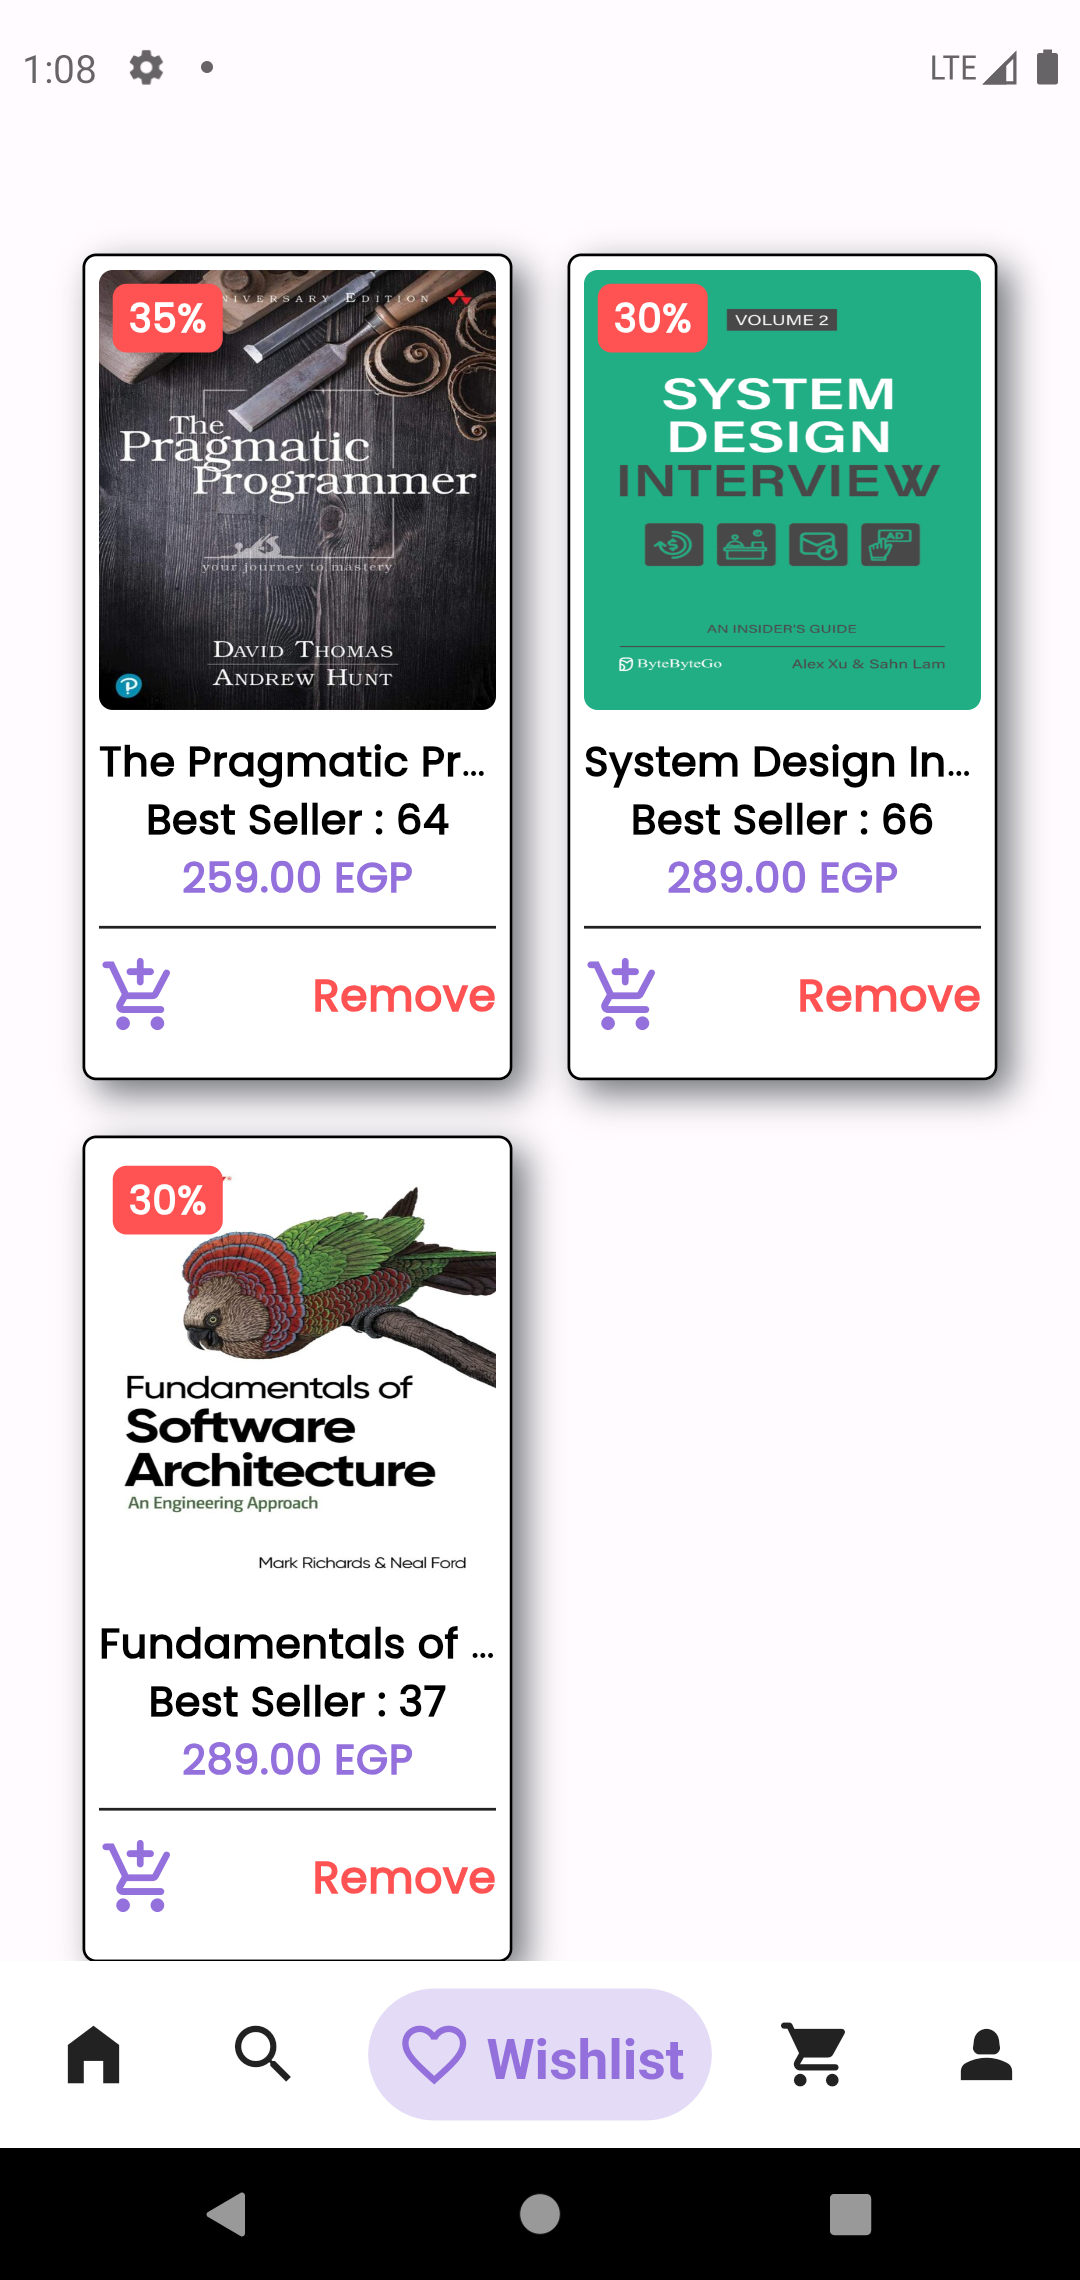 1:08
LTE
35%
NIVERSARY EDITION
The
Pragmatic
Programmer
your journey to mastery
DAVID THOMAS
ANDREW HUNT
P
The Pragmatic Pr...
Best Seller : 64
259.00 EGP
Remove
30%
VOLUME 2
SYSTEM
DESIGN
INTERVIEW
AD
AN INSIDER'S GUIDE
ByteByteGo
Alex Xu & Sahn Lam
System Design In...
Best Seller : 66
289.00 EGP
Remove
30%
Fundamentals of
Software
Architecture
An Engineering Approach
Mark Richards & Neal Ford
Fundamentals of ...
Best Seller : 37
289.00 EGP
Remove
Wishlist